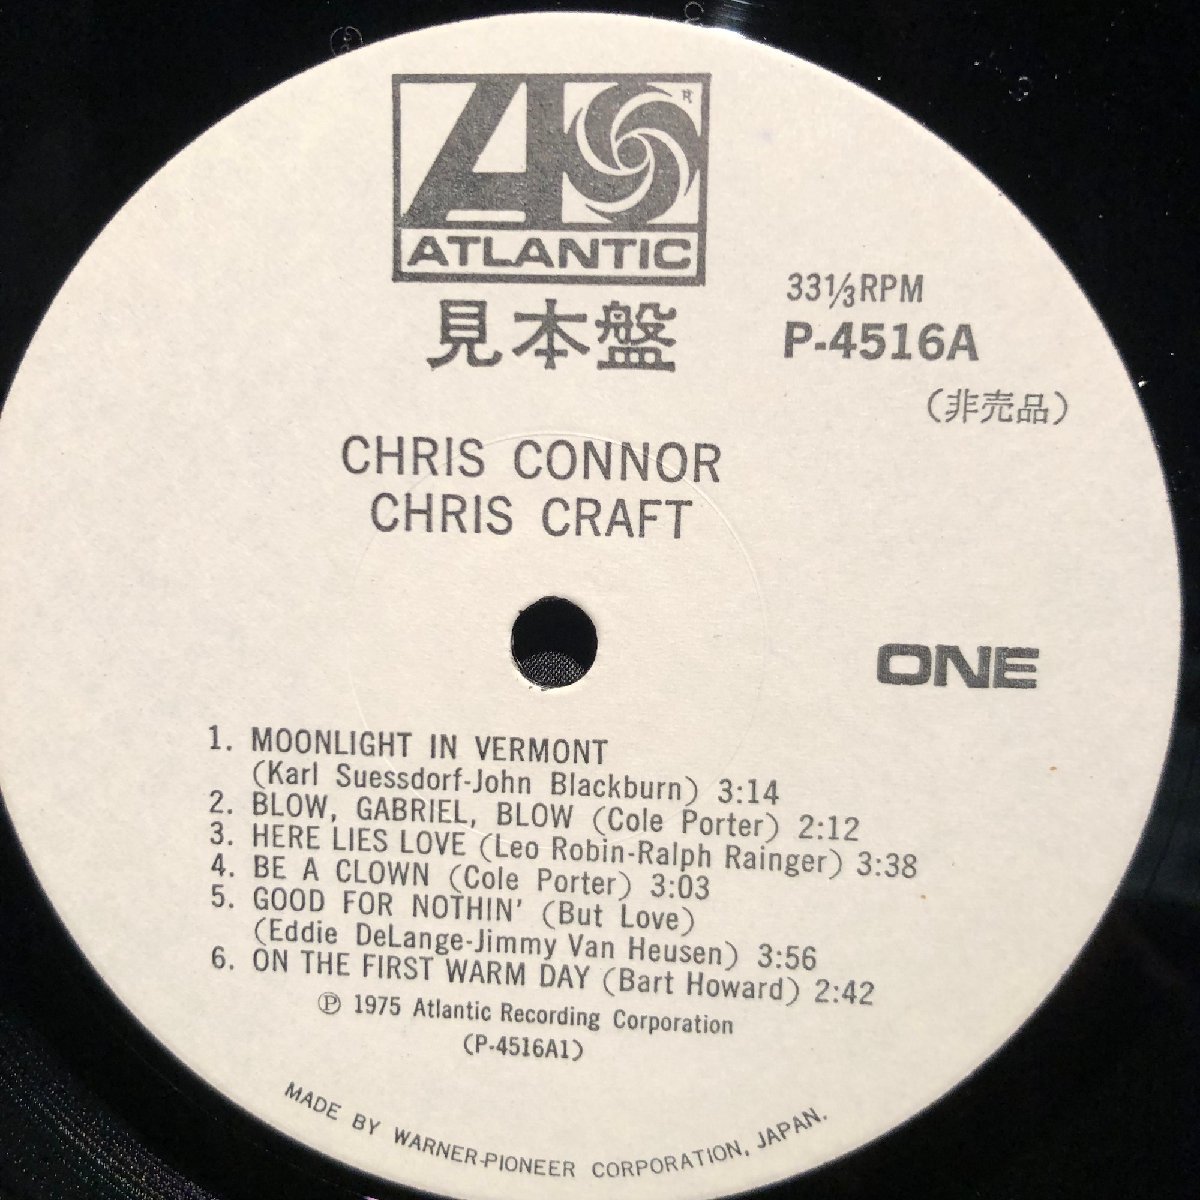 R
ATLANTIC
見本盤
33⅓RPM
P-4516A
(非売品)
CHRIS CONNOR
CHRIS CRAFT
ONE
1. MOONLIGHT IN VERMONT
(Karl Suessdorf-John Blackburn) 3:14
2. BLOW, GABRIEL, BLOW (Cole Porter) 2:12
3. HERE LIES LOVE (Leo Robin-Ralph Rainger) 3:38
4. BE A CLOWN (Cole Porter) 3:03
5. GOOD FOR NOTHIN' (But Love)
(Eddie DeLange-Jimmy Van Heusen) 3:56
6. ON THE FIRST WARM DAY (Bart Howard) 2:42
℗ 1975 Atlantic Recording Corporation
(P-4516A1)
MADE BY WARNER-PIONEER CORPORATION, JAPAN.